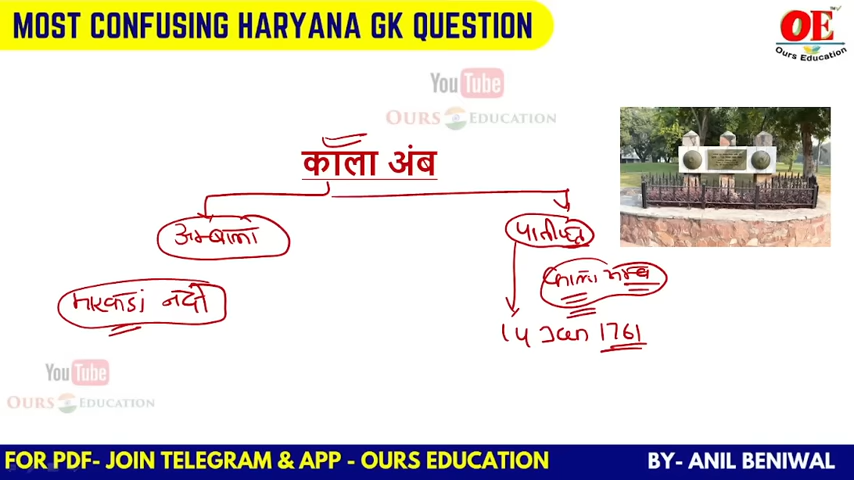 MOST CONFUSING HARYANA GK QUESTION
OE
Ours Education
YouTube
OURS EDUCATION
काला अंब
अम्बाला
पानीपत
मारकंडा नदी
काला अम्ब
14 Jan 1761
YouTube
OURS EDUCATION
FOR PDF- JOIN TELEGRAM & APP - OURS EDUCATION
BY- ANIL BENIWAL